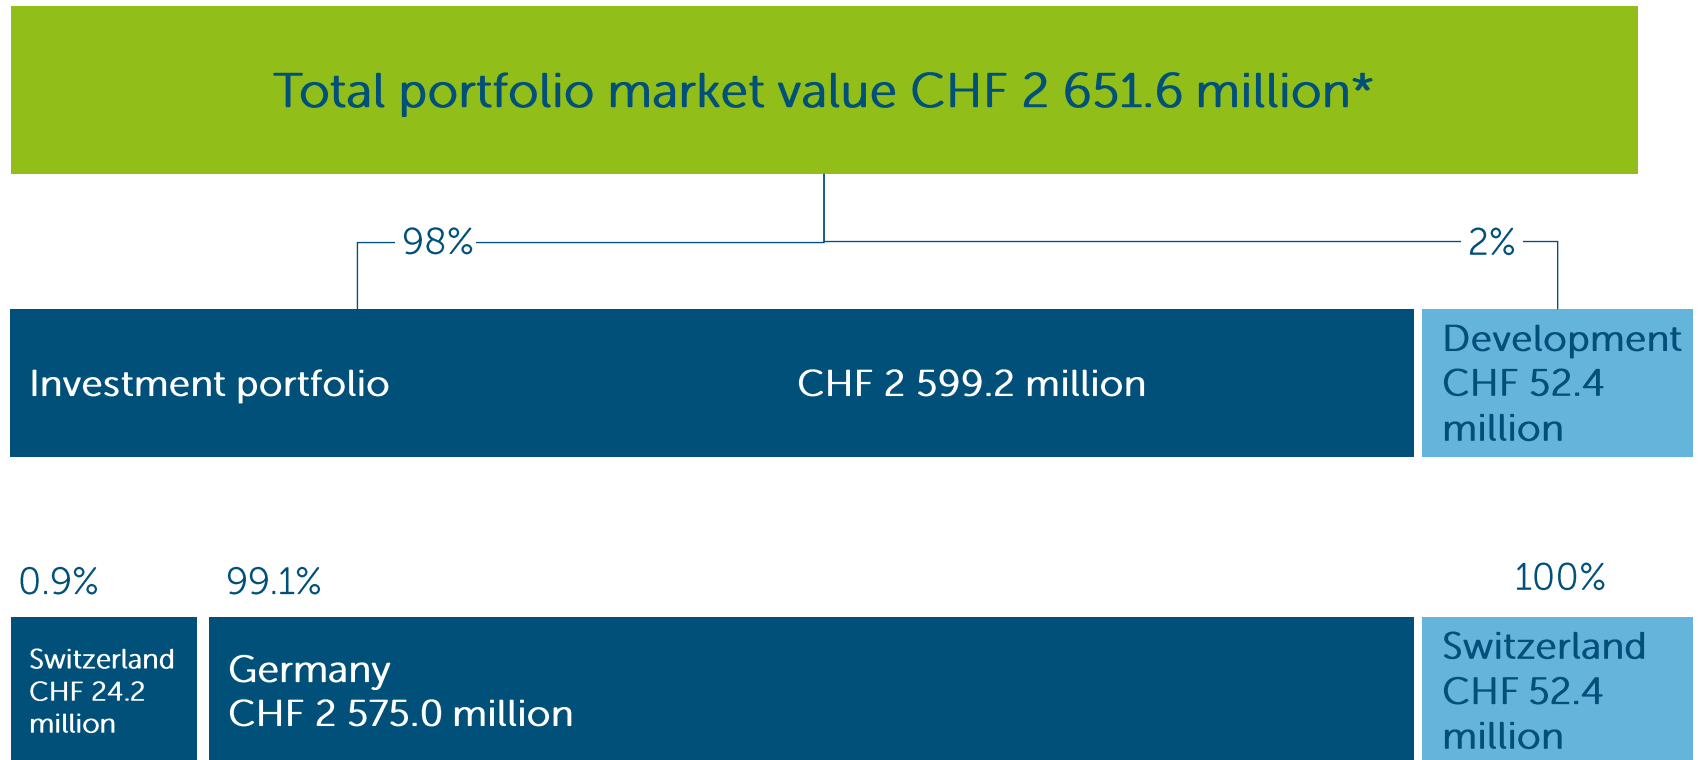 Total portfolio market value CHF 2 651.6 million*
98%
2%
Investment portfolio
CHF 2 599.2 million
Development
CHF 52.4
million
0.9%
99.1%
100%
Switzerland
CHF 24.2
million
Germany
CHF 2 575.0 million
Switzerland
CHF 52.4
million